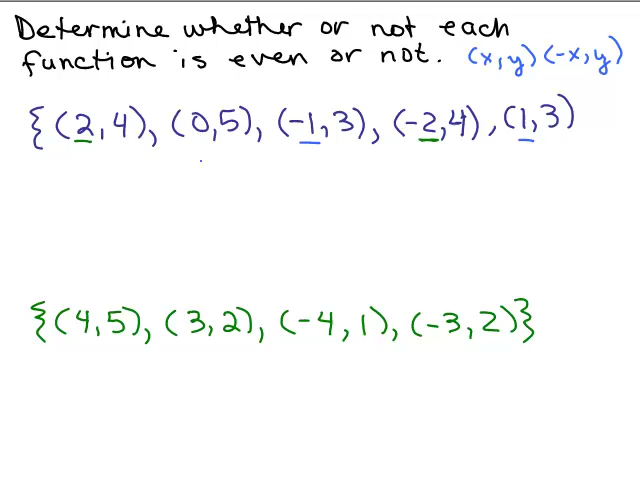 Determine whether or not each
function is even or not. (x,y) (-x,y)
{(2,4), (0,5), (-1,3), (-2,4), (1,3)
{(4,5), (3,2), (-4,1), (-3,2)}